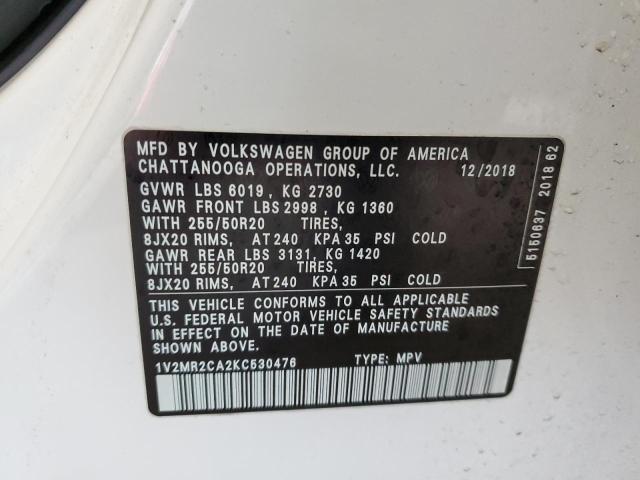 MFD BY VOLKSWAGEN GROUP OF AMERICA
CHATTANOOGA OPERATIONS, LLC. 12/2018
GVWR LBS 6019, KG 2730
GAWR FRONT LBS 2998, KG 1360
WITH 255/50R20 TIRES,
8JX20 RIMS, AT 240 KPA 35 PSI COLD
GAWR REAR LBS 3131, KG 1420
WITH 255/50R20 TIRES,
8JX20 RIMS, AT 240 KPA 35 PSI COLD
THIS VEHICLE CONFORMS TO ALL APPLICABLE
U.S. FEDERAL MOTOR VEHICLE SAFETY STANDARDS
IN EFFECT ON THE DATE OF MANUFACTURE
SHOWN ABOVE.
1V2MR2CA2KC530476 TYPE: MPV
5150637 2018 62